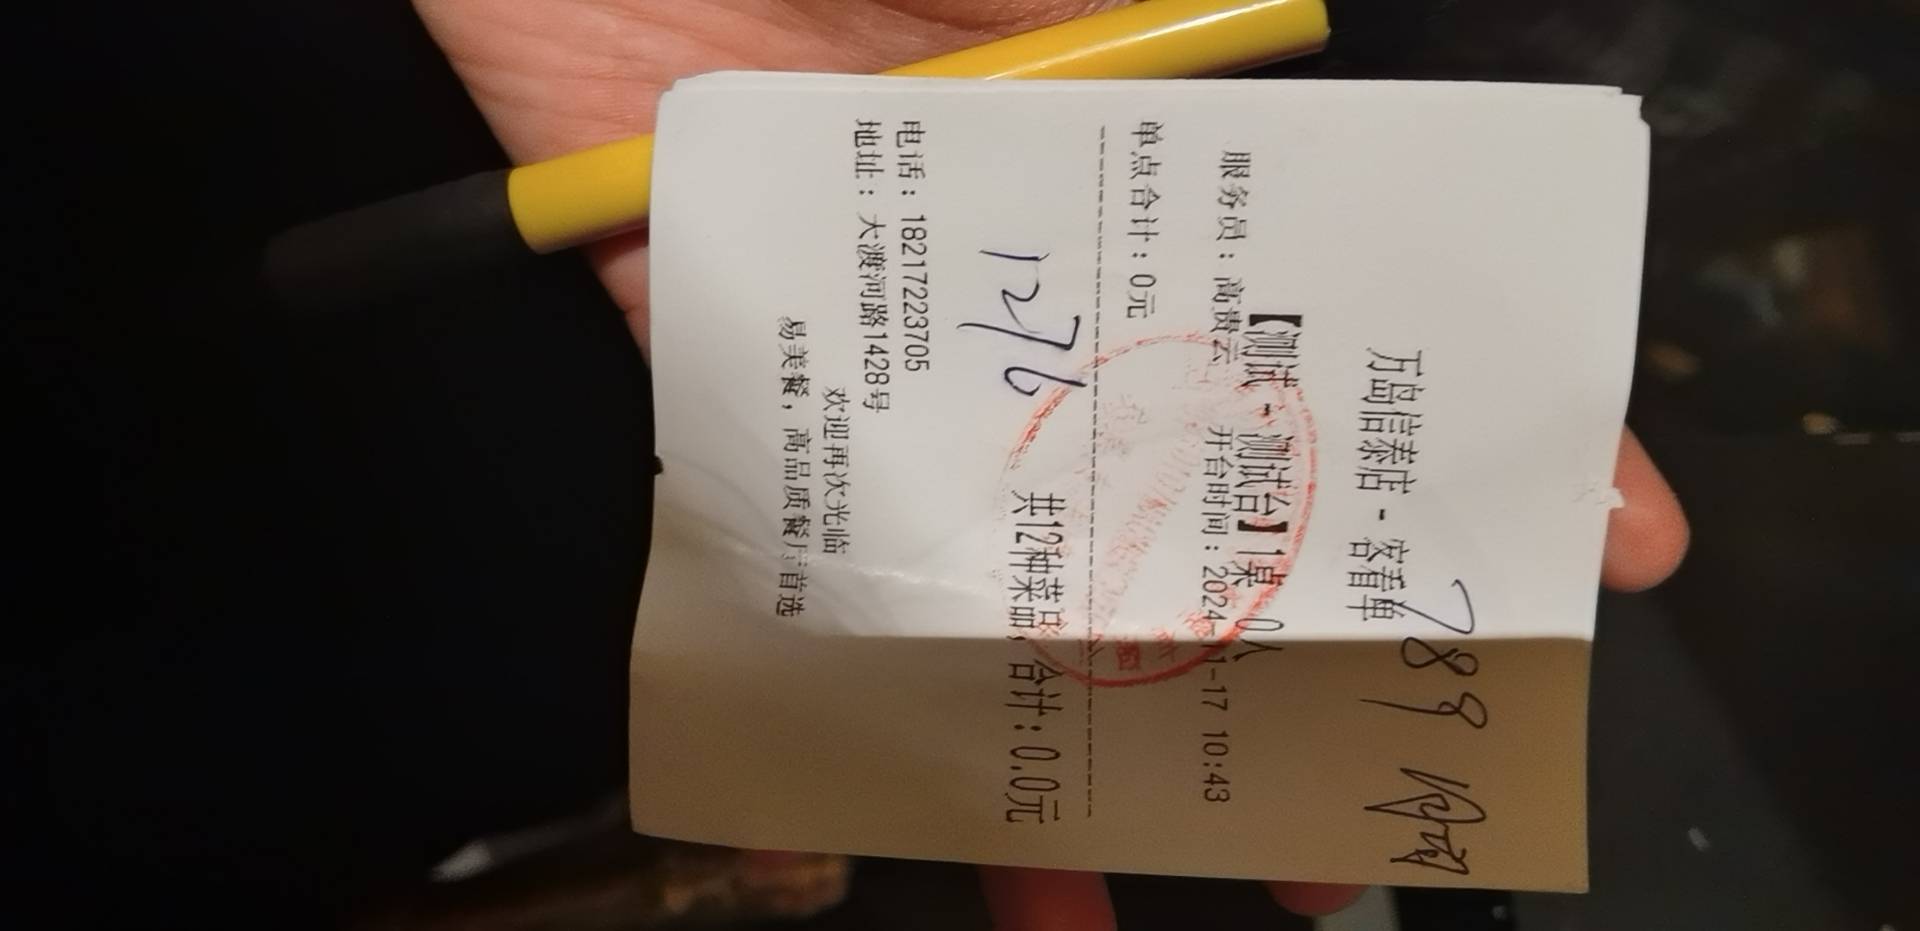 789
万岛信泰店-客看单
【测试-测试台】1桌 0人
服务员：高贵云 开台时间：2024-11-17 10:43
单点合计：0元
共12种菜品，合计：0.0元
1276
电话：18217223705
地址：大渡河路1428号
欢迎再次光临
易美餐，高品质餐厅首选